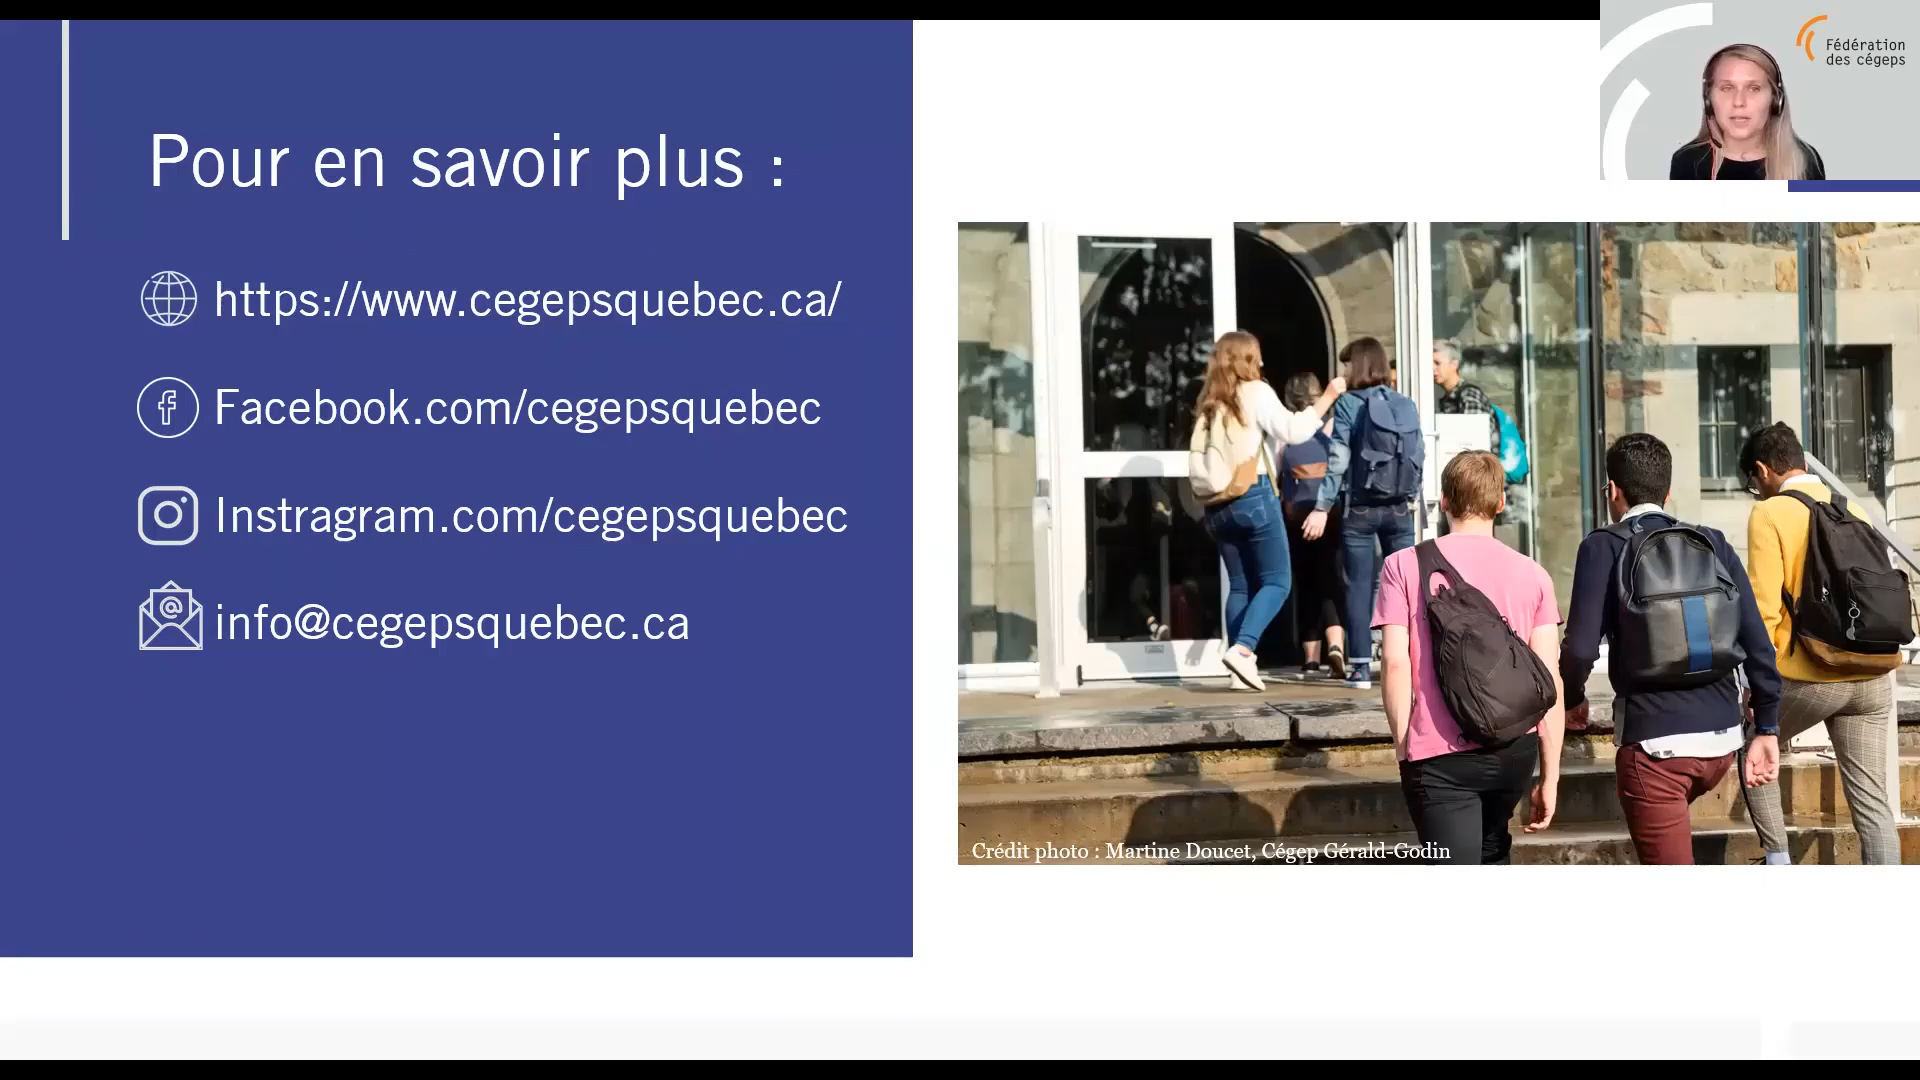 Fédération
des cégeps
Pour en savoir plus :
https://www.cegepsquebec.ca/
Facebook.com/cegepsquebec
Instragram.com/cegepsquebec
info@cegepsquebec.ca
Crédit photo : Martine Doucet, Cégep Gérald-Godin